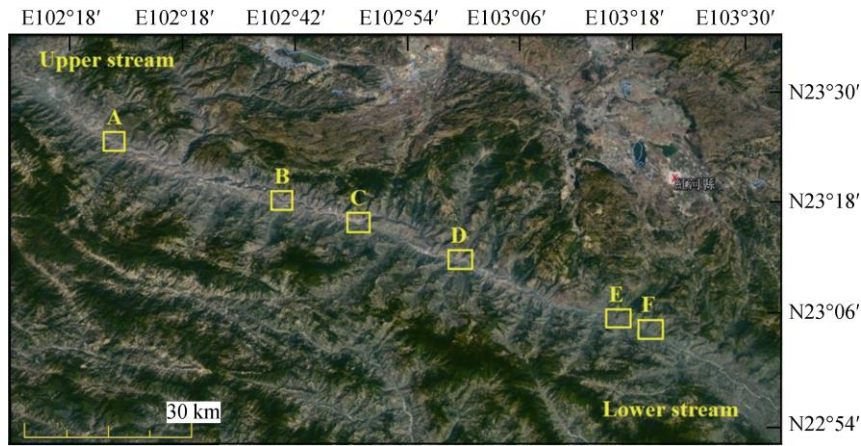 E102°18′ E102°18′ E102°42′ E102°54′ E103°06′ E103°18′ E103°30′
Upper stream
N23°30′
A
B
N23°18′
C
D
E F
N23°06′
30 km
Lower stream
N22°54′